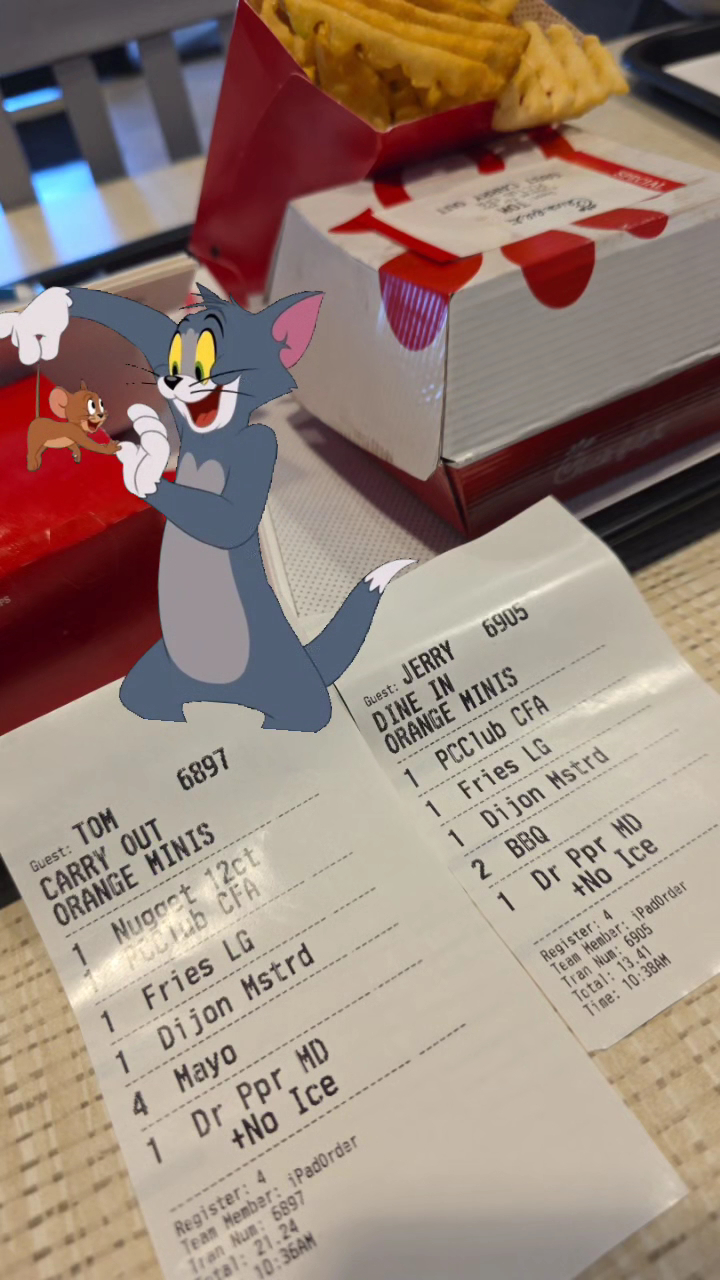 SPECIAL
TOM
CARRY OUT
Guest: TOM 6897
CARRY OUT
ORANGE MINIS
1 Nugget 12ct
1 PCClub CFA
1 Fries LG
1 Dijon Mstrd
4 Mayo
1 Dr Ppr MD
+No Ice
Register: 4
Team Member: iPadOrder
Tran Num: 6897
Total: 21.24
10:36AM
Guest: JERRY 6905
DINE IN
ORANGE MINIS
1 PCClub CFA
1 Fries LG
1 Dijon Mstrd
2 BBQ
1 Dr Ppr MD
+No Ice
Register: 4
Team Member: iPadOrder
Tran Num: 6905
Total: 13.41
Time: 10:38AM